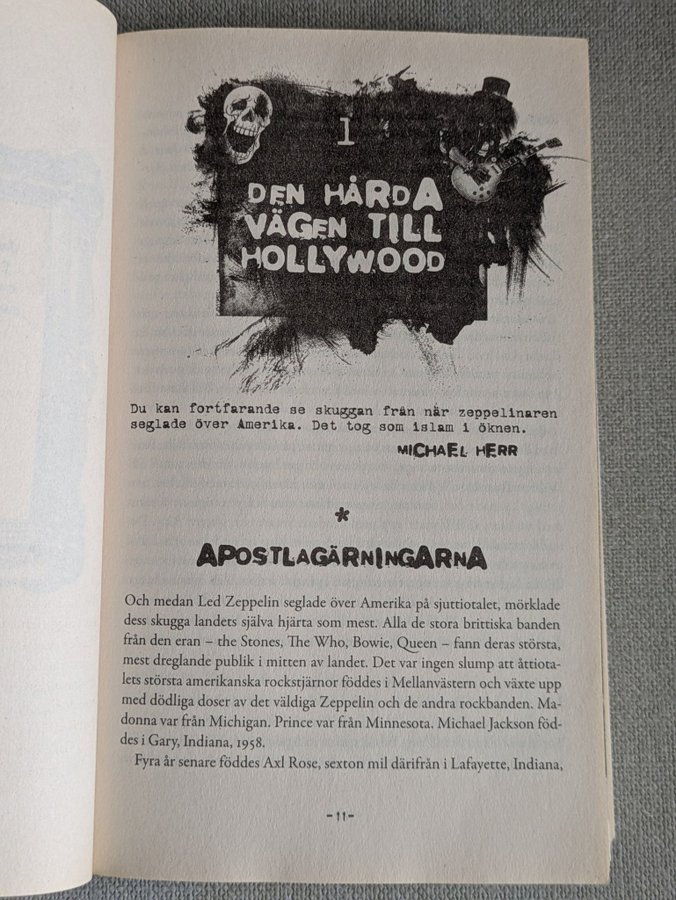 1
DEN HÅRDA
VÄGEN TILL
HOLLYWOOD
Du kan fortfarande se skuggan från när zeppelinaren
seglade över Amerika. Det tog som islam i öknen.
MICHAEL HERR
*
APOSTLAGÄRNINGARNA
Och medan Led Zeppelin seglade över Amerika på sjuttiotalet, mörklade
dess skugga landets själva hjärta som mest. Alla de stora brittiska banden
från den eran – the Stones, The Who, Bowie, Queen – fann deras största,
mest dreglande publik i mitten av landet. Det var ingen slump att åttiota-
lets största amerikanska rockstjärnor föddes i Mellanvästern och växte upp
med dödliga doser av det väldiga Zeppelin och de andra rockbanden. Ma-
donna var från Michigan. Prince var från Minnesota. Michael Jackson föd-
des i Gary, Indiana, 1958.
Fyra år senare föddes Axl Rose, sexton mil därifrån i Lafayette, Indiana,
-11-